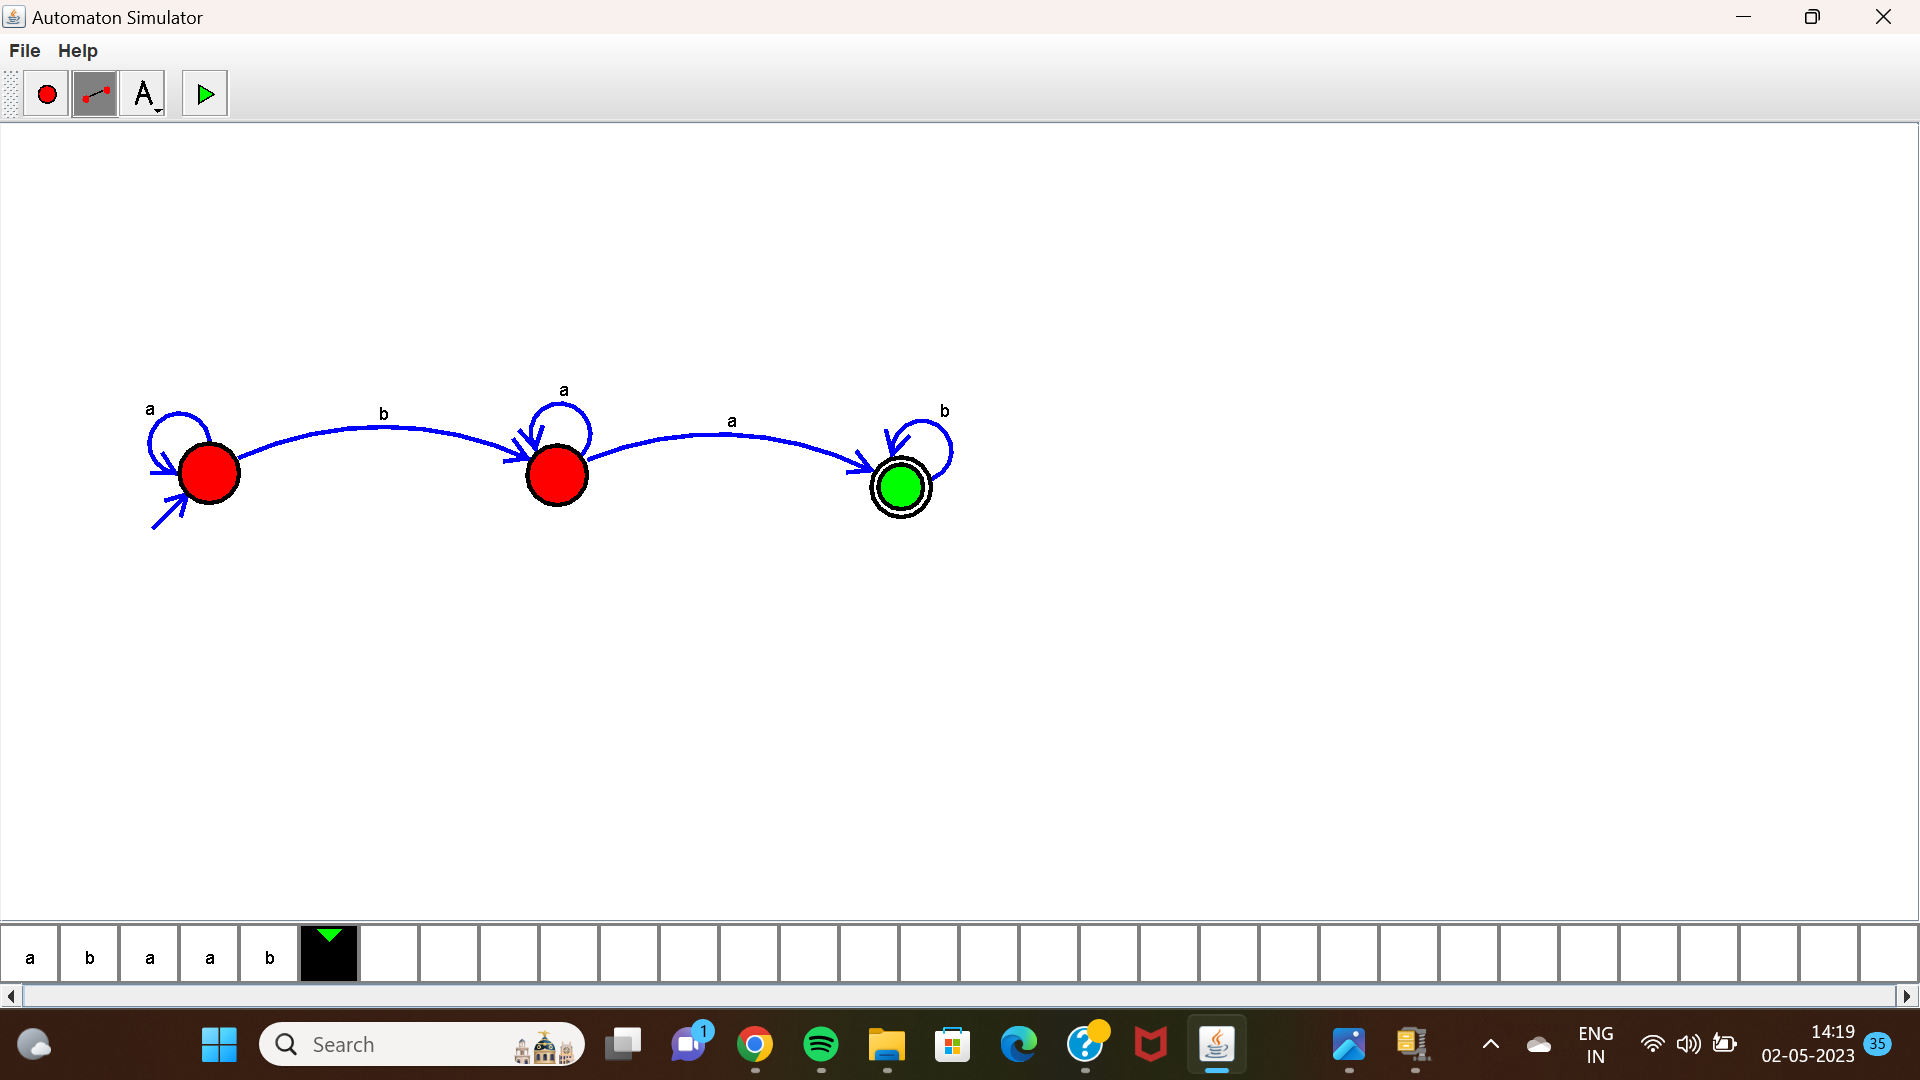 Automaton Simulator
File Help
A
a
b
a
a
b
a b a a b
Search
1
ENG
IN
14:19
02-05-2023
35